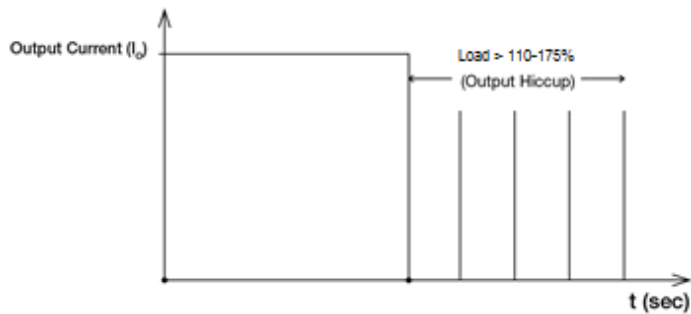 Output Current (Io)
Load > 110-175%
(Output Hiccup)
t (sec)